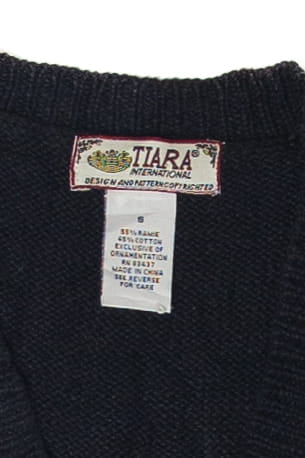 TIARA®
INTERNATIONAL
DESIGN AND PATTERN COPYRIGHTED
S
55% RAMIE
45% COTTON
EXCLUSIVE OF
ORNAMENTATION
RN 83637
MADE IN CHINA
SEE REVERSE
FOR CARE